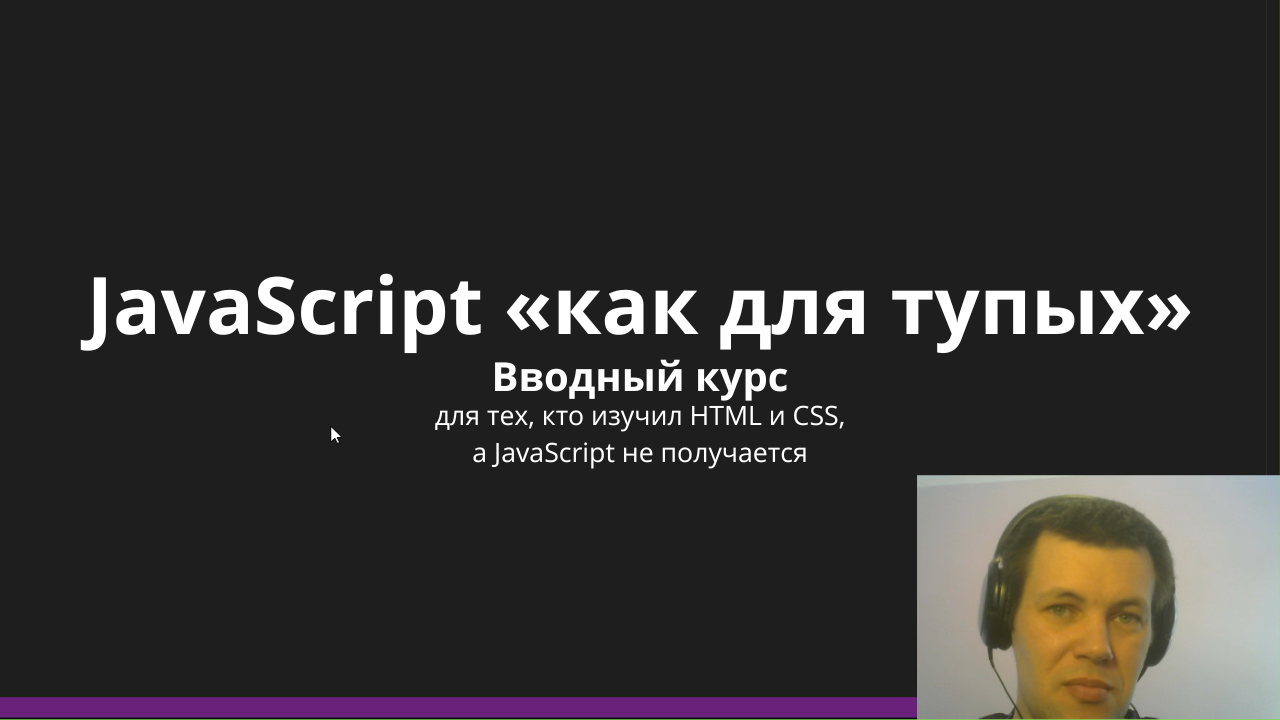 JavaScript «как для тупых»
Вводный курс
для тех, кто изучил HTML и CSS,
а JavaScript не получается